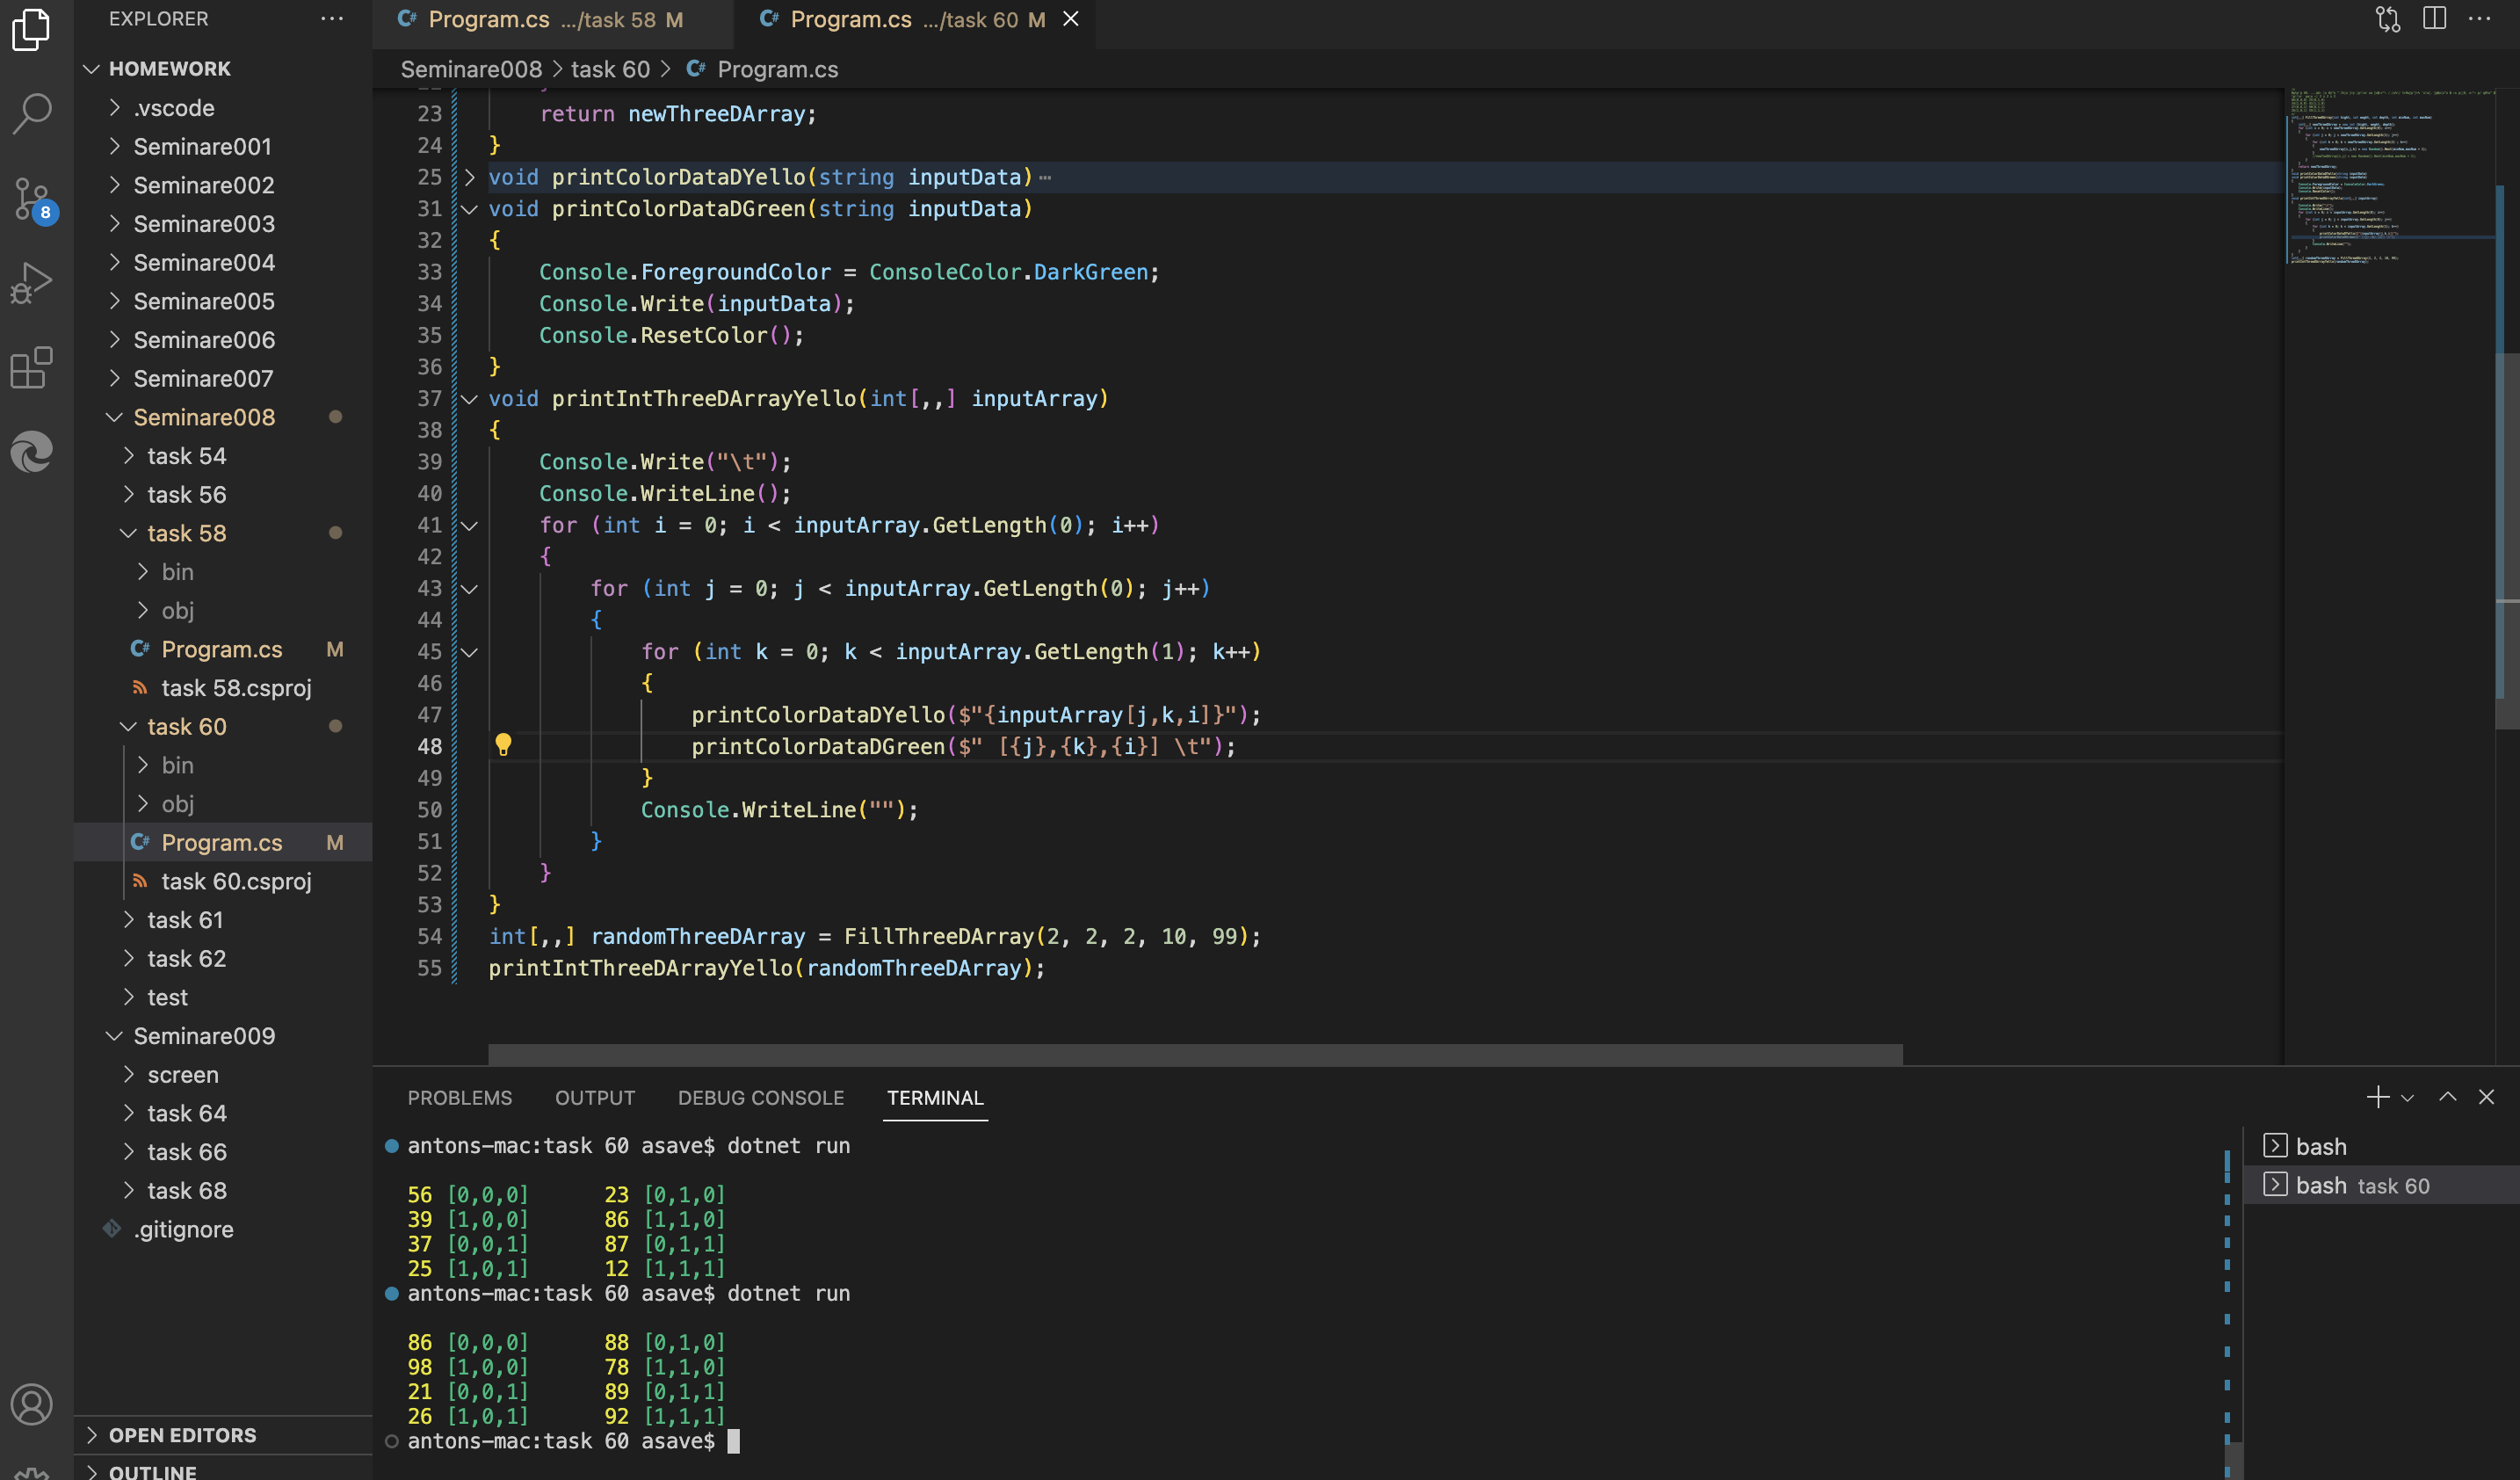 EXPLORER
HOMEWORK
.vscode
Seminare001
Seminare002
Seminare003
Seminare004
Seminare005
Seminare006
Seminare007
Seminare008
task 54
task 56
task 58
bin
obj
Program.cs M
task 58.csproj
task 60
bin
obj
Program.cs M
task 60.csproj
task 61
task 62
test
Seminare009
screen
task 64
task 66
task 68
.gitignore
OPEN EDITORS
OUTLINE
8
Program.cs .../task 58 M
Program.cs .../task 60 M
Seminare008 > task 60 > Program.cs
23 return newThreeDArray;
24 }
25 void printColorDataDYello(string inputData) ⋯
31 void printColorDataDGreen(string inputData)
32 {
33 Console.ForegroundColor = ConsoleColor.DarkGreen;
34 Console.Write(inputData);
35 Console.ResetColor();
36 }
37 void printIntThreeDArrayYello(int[,,] inputArray)
38 {
39 Console.Write("\t");
40 Console.WriteLine();
41 for (int i = 0; i < inputArray.GetLength(0); i++)
42 {
43 for (int j = 0; j < inputArray.GetLength(0); j++)
44 {
45 for (int k = 0; k < inputArray.GetLength(1); k++)
46 {
47 printColorDataDYello($"{inputArray[j,k,i]}");
48 printColorDataDGreen($" [{j},{k},{i}] \t");
49 }
50 Console.WriteLine("");
51 }
52 }
53 }
54 int[,,] randomThreeDArray = FillThreeDArray(2, 2, 2, 10, 99);
55 printIntThreeDArrayYello(randomThreeDArray);
PROBLEMS OUTPUT DEBUG CONSOLE TERMINAL
antons-mac:task 60 asave$ dotnet run
56 [0,0,0] 23 [0,1,0]
39 [1,0,0] 86 [1,1,0]
37 [0,0,1] 87 [0,1,1]
25 [1,0,1] 12 [1,1,1]
antons-mac:task 60 asave$ dotnet run
86 [0,0,0] 88 [0,1,0]
98 [1,0,0] 78 [1,1,0]
21 [0,0,1] 89 [0,1,1]
26 [1,0,1] 92 [1,1,1]
antons-mac:task 60 asave$
bash
bash task 60